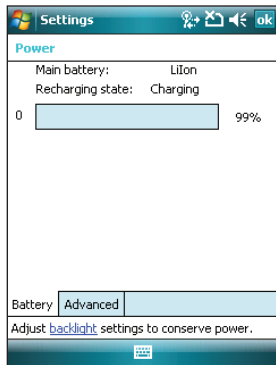 Settings ok
Power
Main battery: LiIon
Recharging state: Charging
0 99%
Battery Advanced
Adjust backlight settings to conserve power.